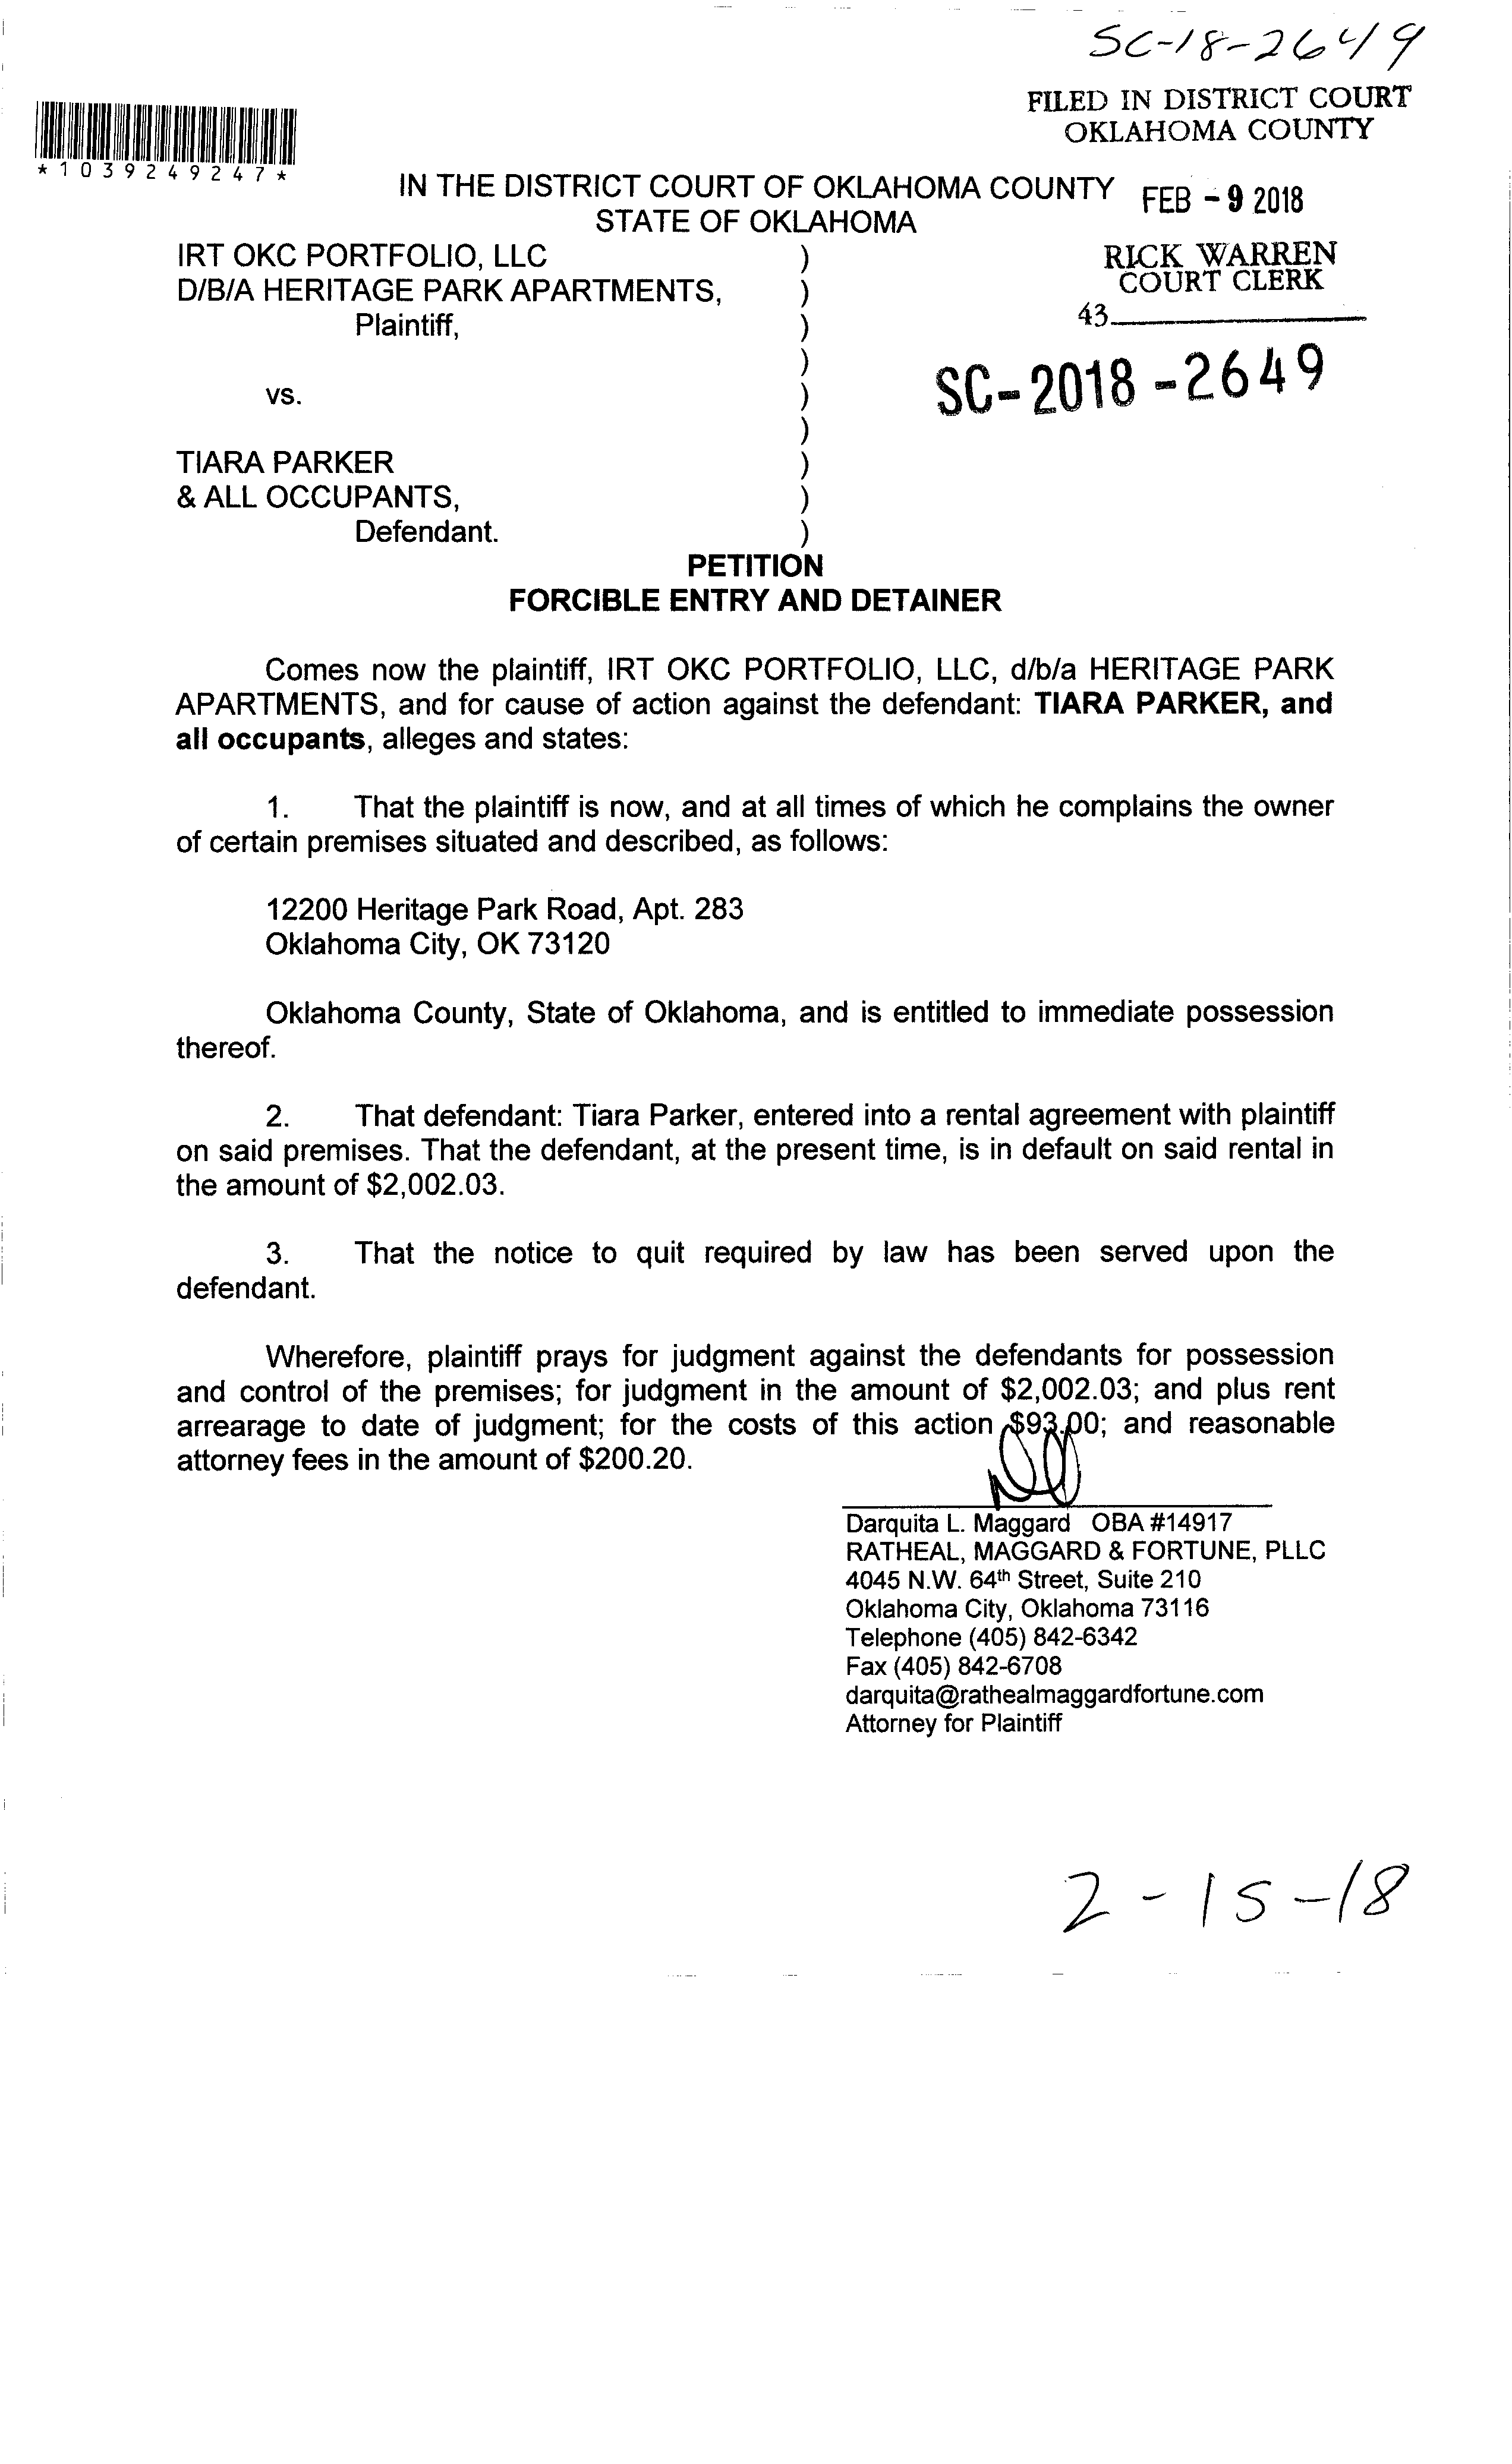 SC-18-2649
FILED IN DISTRICT COURT
OKLAHOMA COUNTY
*1039249247*
IN THE DISTRICT COURT OF OKLAHOMA COUNTY
FEB - 9 2018
STATE OF OKLAHOMA
IRT OKC PORTFOLIO, LLC )
RICK WARREN
COURT CLERK
D/B/A HERITAGE PARK APARTMENTS, )
43
Plaintiff, )
)
SC-2018-2649
vs. )
)
TIARA PARKER )
& ALL OCCUPANTS, )
Defendant. )
PETITION
FORCIBLE ENTRY AND DETAINER
Comes now the plaintiff, IRT OKC PORTFOLIO, LLC, d/b/a HERITAGE PARK
APARTMENTS, and for cause of action against the defendant: TIARA PARKER, and
all occupants, alleges and states:
1. That the plaintiff is now, and at all times of which he complains the owner
of certain premises situated and described, as follows:
12200 Heritage Park Road, Apt. 283
Oklahoma City, OK 73120
Oklahoma County, State of Oklahoma, and is entitled to immediate possession
thereof.
2. That defendant: Tiara Parker, entered into a rental agreement with plaintiff
on said premises. That the defendant, at the present time, is in default on said rental in
the amount of $2,002.03.
3. That the notice to quit required by law has been served upon the
defendant.
Wherefore, plaintiff prays for judgment against the defendants for possession
and control of the premises; for judgment in the amount of $2,002.03; and plus rent
arrearage to date of judgment; for the costs of this action $93.00; and reasonable
attorney fees in the amount of $200.20.
Darquita L. Maggard OBA #14917
RATHEAL, MAGGARD & FORTUNE, PLLC
4045 N.W. 64th Street, Suite 210
Oklahoma City, Oklahoma 73116
Telephone (405) 842-6342
Fax (405) 842-6708
darquita@rathealmaggardfortune.com
Attorney for Plaintiff
2-15-18